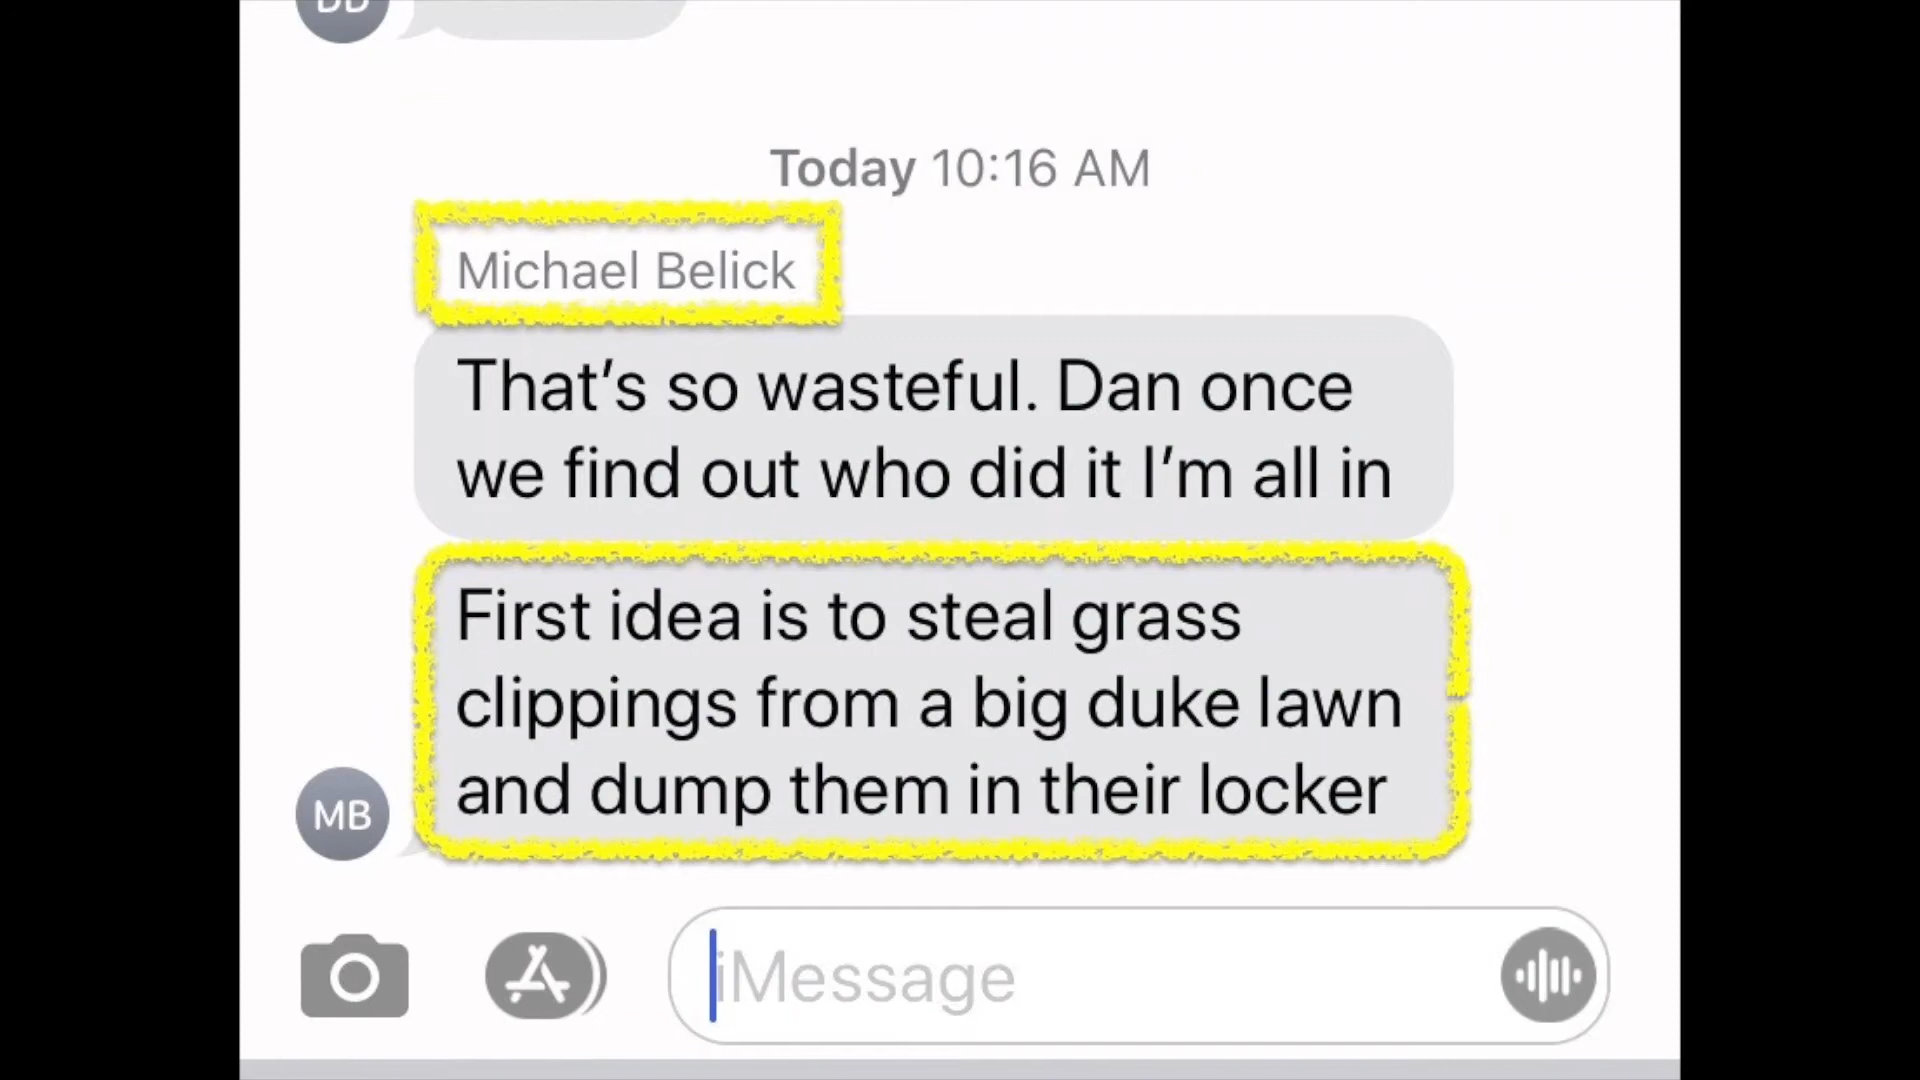 DD
Today 10:16 AM
Michael Belick
That's so wasteful. Dan once
we find out who did it I'm all in
First idea is to steal grass
clippings from a big duke lawn
and dump them in their locker
MB
iMessage